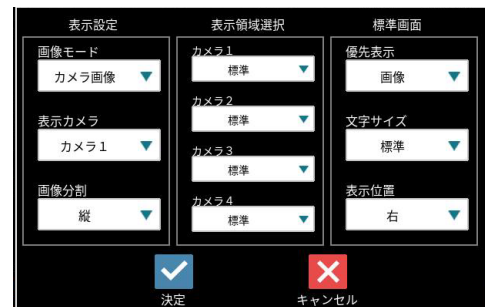 表示設定
画像モード
カメラ画像
表示カメラ
カメラ１
画像分割
縦
表示領域選択
カメラ１
標準
カメラ２
標準
カメラ３
標準
カメラ４
標準
標準画面
優先表示
画像
文字サイズ
標準
表示位置
右
決定
キャンセル